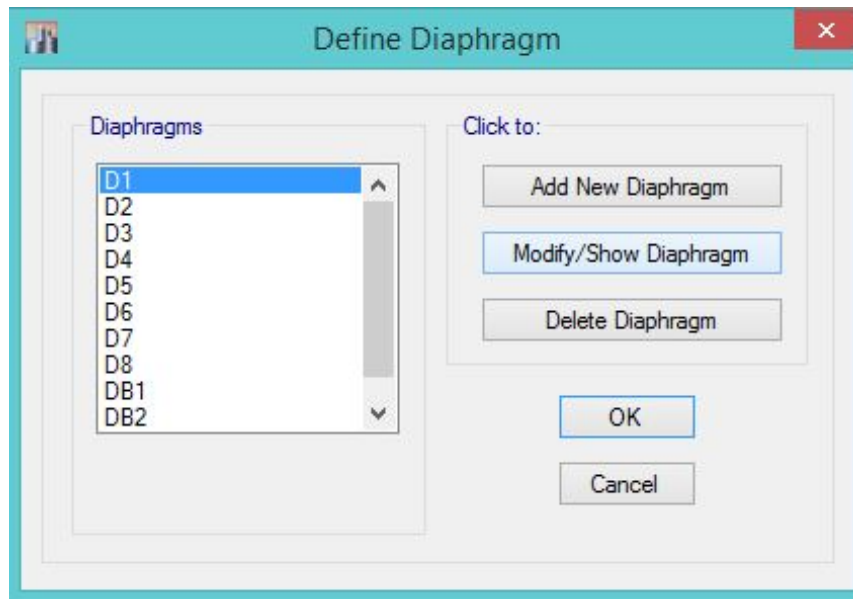 Define Diaphragm
Diaphragms
D1
D2
D3
D4
D5
D6
D7
D8
DB1
DB2
Click to:
Add New Diaphragm
Modify/Show Diaphragm
Delete Diaphragm
OK
Cancel